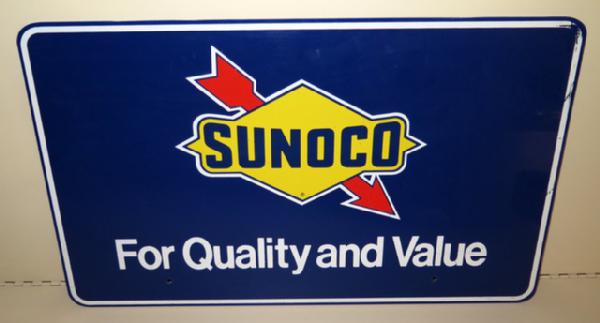 SUNOCO
For Quality and Value